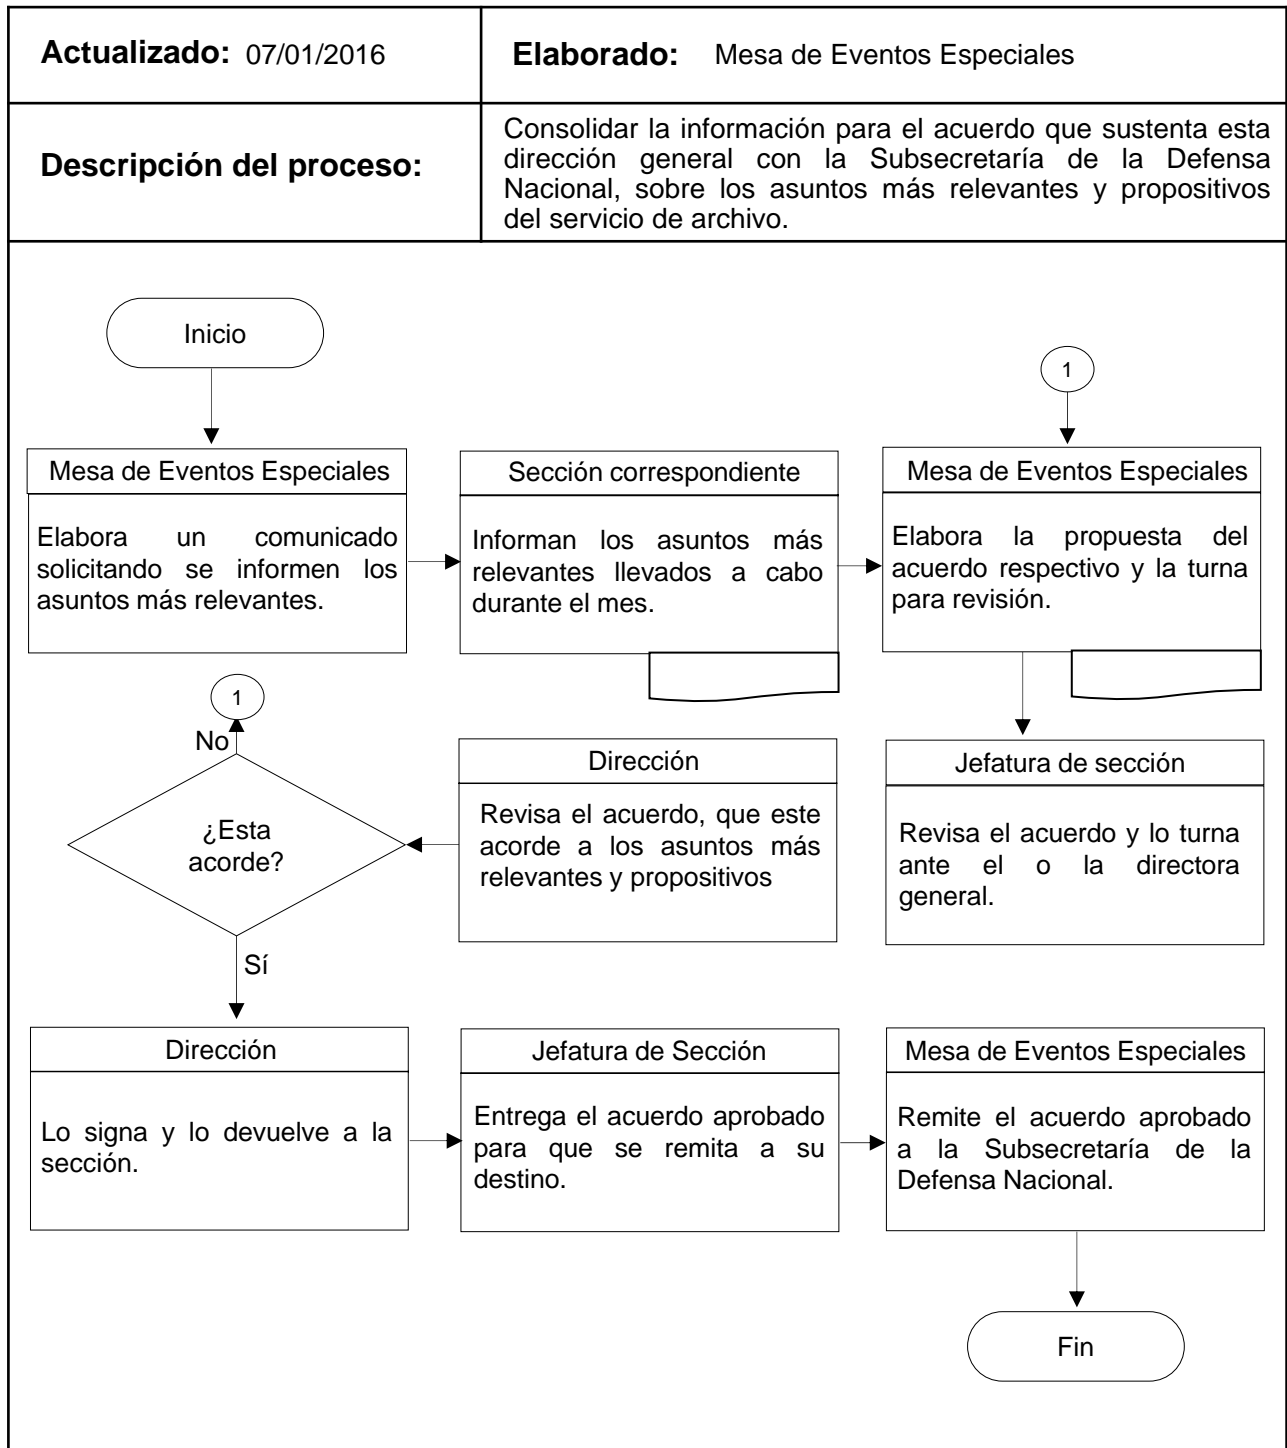 Actualizado: 07/01/2016
Elaborado: Mesa de Eventos Especiales
Descripción del proceso:
Consolidar la información para el acuerdo que sustenta esta
dirección general con la Subsecretaría de la Defensa
Nacional, sobre los asuntos más relevantes y propositivos
del servicio de archivo.
Inicio
1
Mesa de Eventos Especiales
Elabora un comunicado
solicitando se informen los
asuntos más relevantes.
Sección correspondiente
Informan los asuntos más
relevantes llevados a cabo
durante el mes.
Mesa de Eventos Especiales
Elabora la propuesta del
acuerdo respectivo y la turna
para revisión.
1
No
¿Esta
acorde?
Sí
Dirección
Revisa el acuerdo, que este
acorde a los asuntos más
relevantes y propositivos
Jefatura de sección
Revisa el acuerdo y lo turna
ante el o la directora
general.
Dirección
Lo signa y lo devuelve a la
sección.
Jefatura de Sección
Entrega el acuerdo aprobado
para que se remita a su
destino.
Mesa de Eventos Especiales
Remite el acuerdo aprobado
a la Subsecretaría de la
Defensa Nacional.
Fin